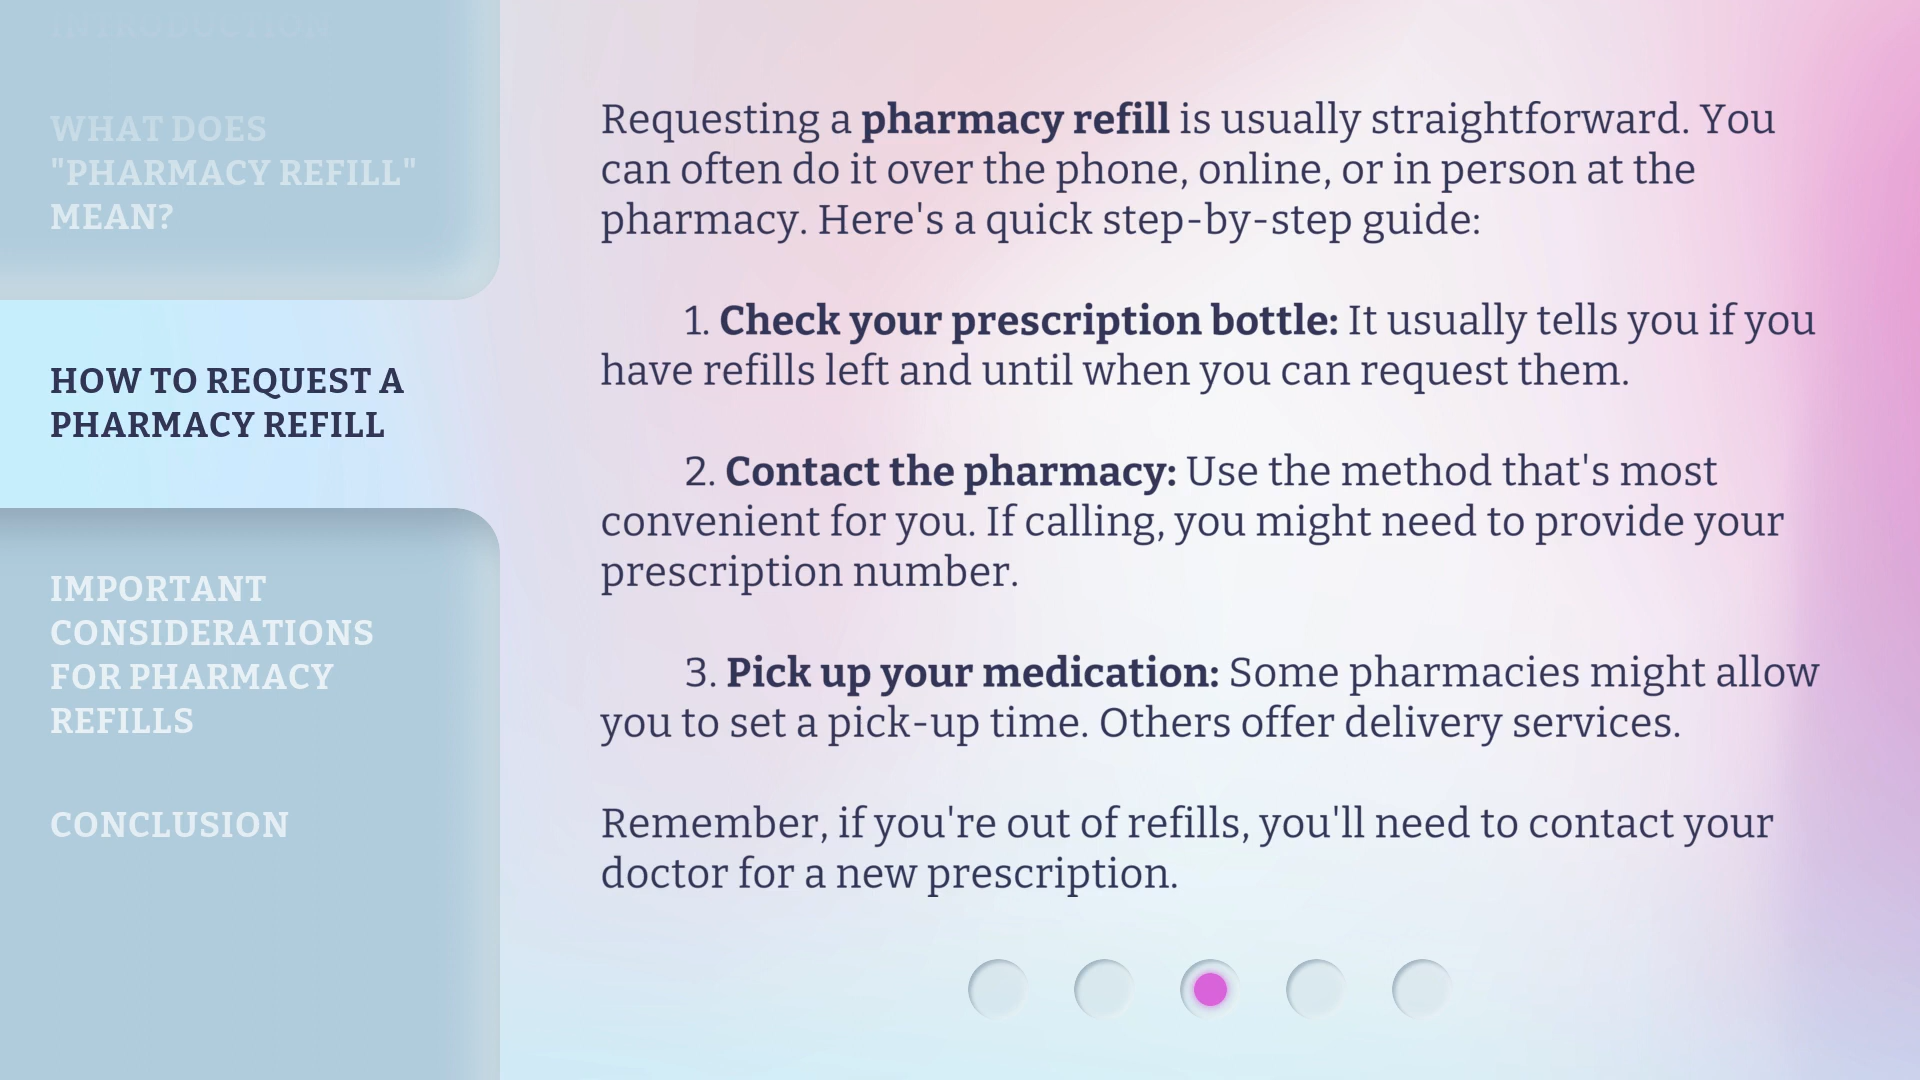 INTRODUCTION
WHAT DOES
"PHARMACY REFILL"
MEAN?
HOW TO REQUEST A
PHARMACY REFILL
IMPORTANT
CONSIDERATIONS
FOR PHARMACY
REFILLS
CONCLUSION
Requesting a pharmacy refill is usually straightforward. You
can often do it over the phone, online, or in person at the
pharmacy. Here's a quick step-by-step guide:
1. Check your prescription bottle: It usually tells you if you
have refills left and until when you can request them.
2. Contact the pharmacy: Use the method that's most
convenient for you. If calling, you might need to provide your
prescription number.
3. Pick up your medication: Some pharmacies might allow
you to set a pick-up time. Others offer delivery services.
Remember, if you're out of refills, you'll need to contact your
doctor for a new prescription.